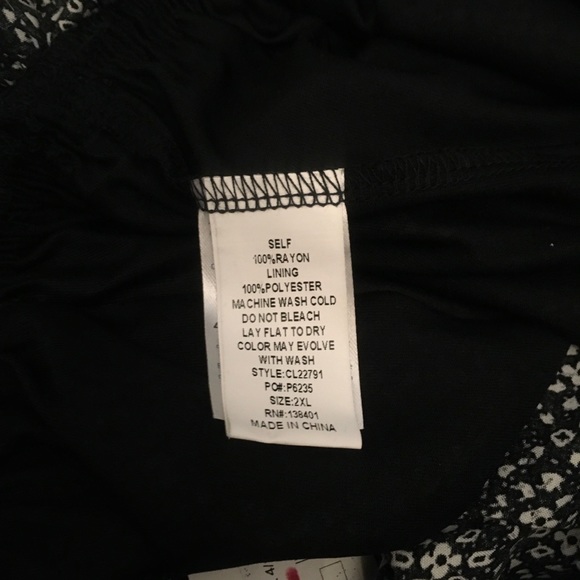 SELF
100%RAYON
LINING
100%POLYESTER
MACHINE WASH COLD
DO NOT BLEACH
LAY FLAT TO DRY
COLOR MAY EVOLVE
WITH WASH
STYLE:CL22791
PO#:P6235
SIZE:2XL
RN#:138401
MADE IN CHINA